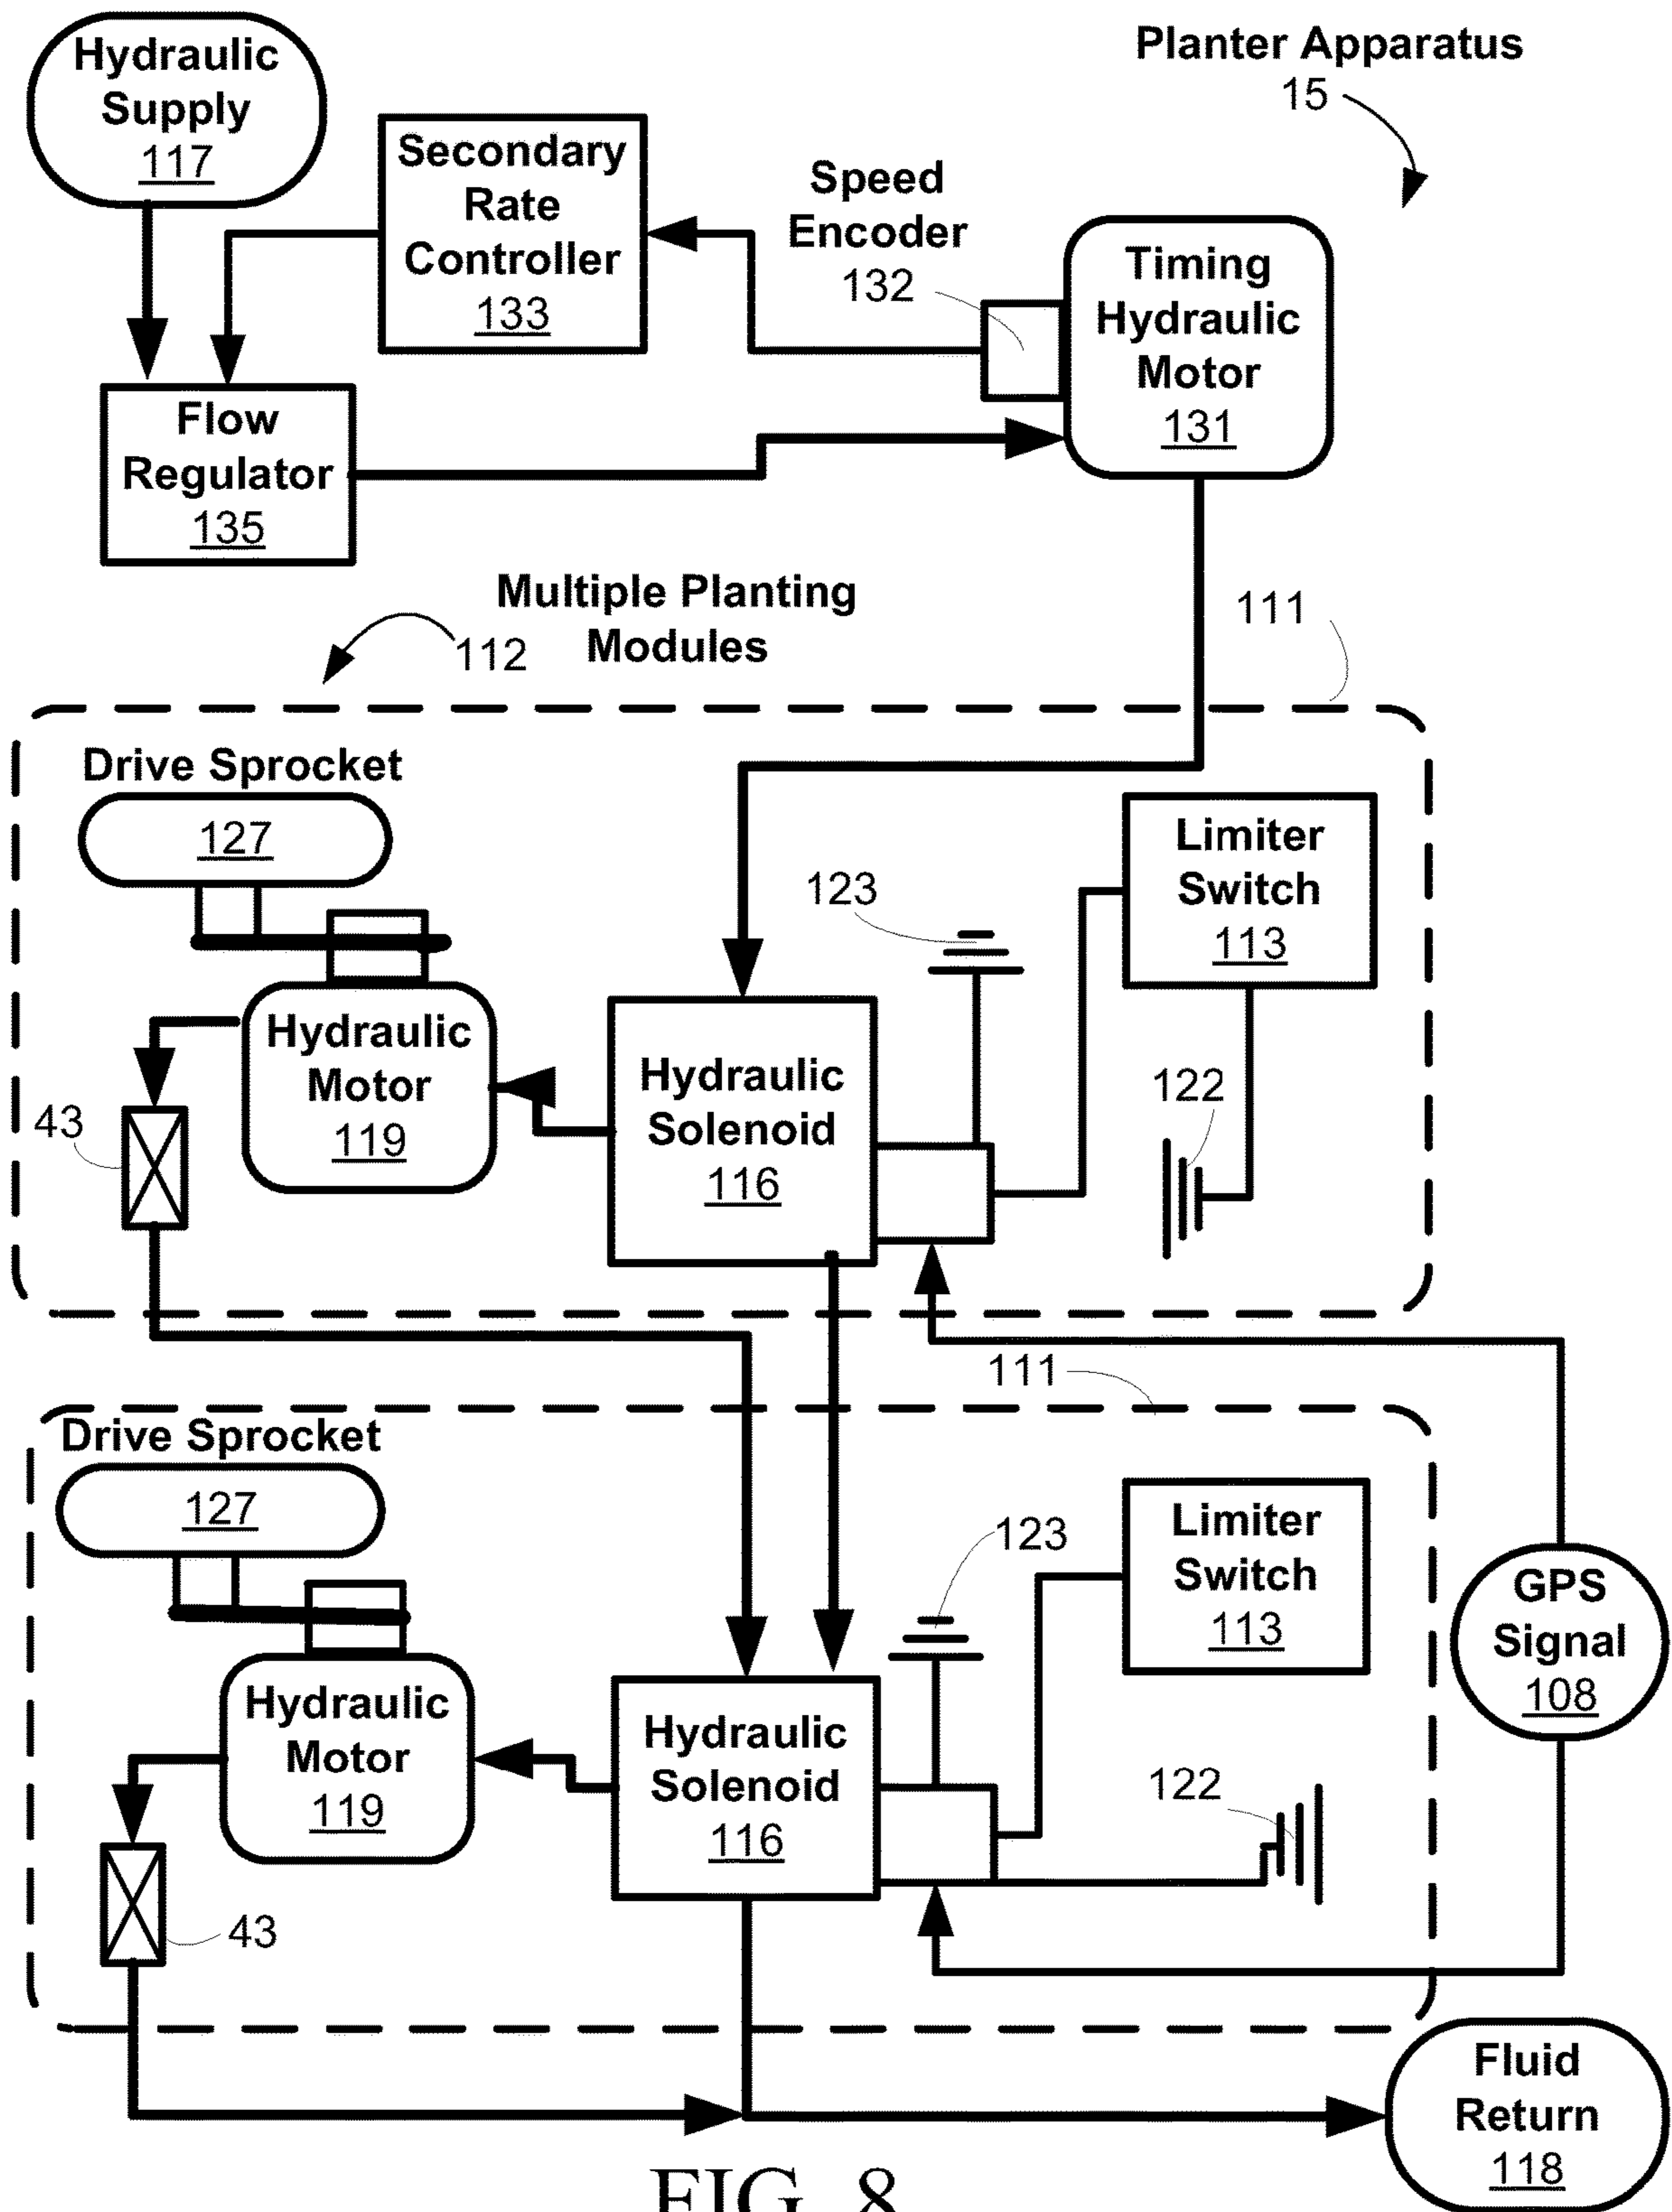 Hydraulic
Supply
117
Planter Apparatus
15
Secondary
Rate
Controller
133
Speed
Encoder
132
Timing
Hydraulic
Motor
131
Flow
Regulator
135
Multiple Planting
Modules
112
111
Drive Sprocket
127
Limiter
Switch
113
123
Hydraulic
Motor
119
Hydraulic
Solenoid
116
122
43
111
Drive Sprocket
127
Limiter
Switch
113
123
GPS
Signal
108
Hydraulic
Motor
119
Hydraulic
Solenoid
116
122
43
Fluid
Return
118
FIG. 8